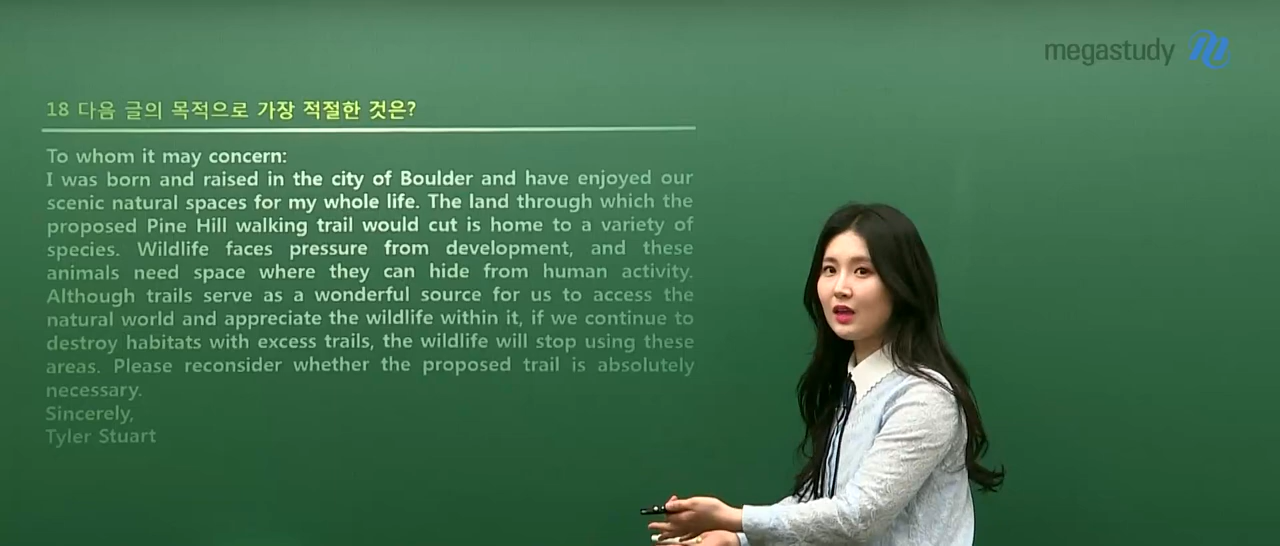 megastudy
18 다음 글의 목적으로 가장 적절한 것은?
To whom it may concern:
I was born and raised in the city of Boulder and have enjoyed our
scenic natural spaces for my whole life. The land through which the
proposed Pine Hill walking trail would cut is home to a variety of
species. Wildlife faces pressure from development, and these
animals need space where they can hide from human activity.
Although trails serve as a wonderful source for us to access the
natural world and appreciate the wildlife within it, if we continue to
destroy habitats with excess trails, the wildlife will stop using these
areas. Please reconsider whether the proposed trail is absolutely
necessary.
Sincerely,
Tyler Stuart